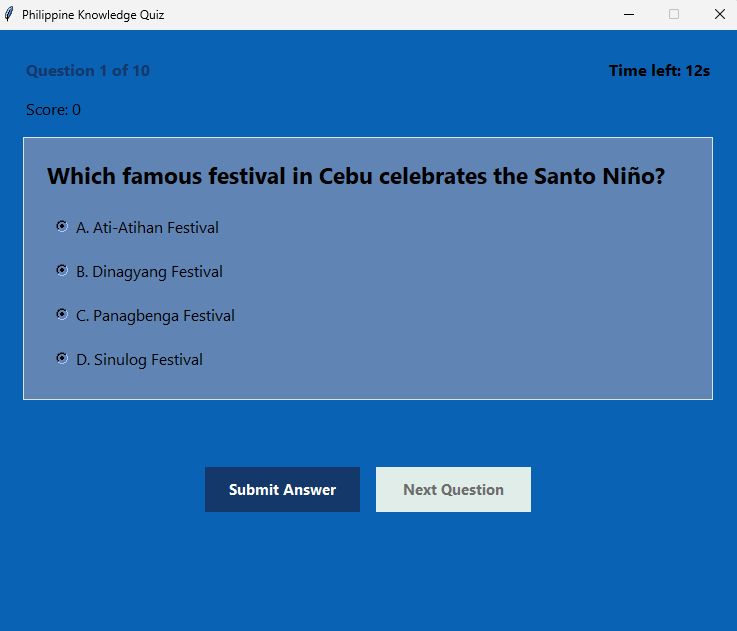 Philippine Knowledge Quiz
Question 1 of 10
Time left: 12s
Score: 0
Which famous festival in Cebu celebrates the Santo Niño?
A. Ati-Atihan Festival
B. Dinagyang Festival
C. Panagbenga Festival
D. Sinulog Festival
Submit Answer
Next Question